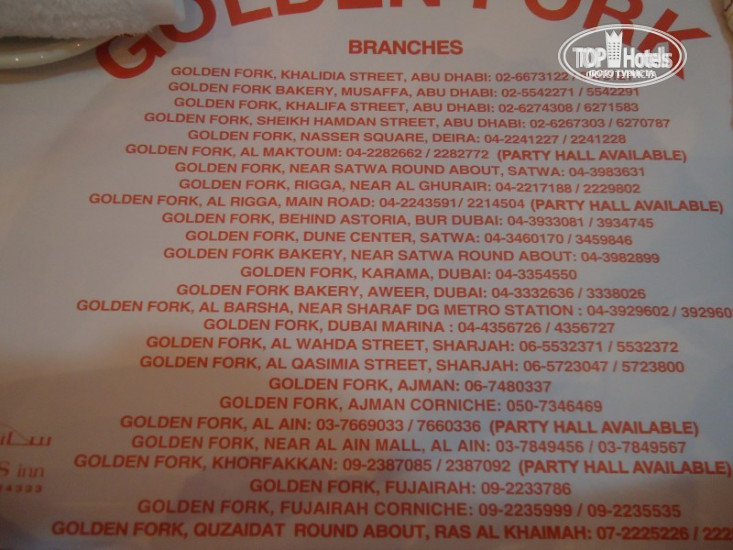 GOLDEN FORK
TOP Hotels
ФОТО ТУРИСТА
BRANCHES
GOLDEN FORK, KHALIDIA STREET, ABU DHABI: 02-6673122
GOLDEN FORK BAKERY, MUSAFFA, ABU DHABI: 02-5542271 / 5542291
GOLDEN FORK, KHALIFA STREET, ABU DHABI: 02-6274308 / 6271583
GOLDEN FORK, SHEIKH HAMDAN STREET, ABU DHABI: 02-6267303 / 6270787
GOLDEN FORK, NASSER SQUARE, DEIRA: 04-2241227 / 2241228
GOLDEN FORK, AL MAKTOUM: 04-2282662 / 2282772 (PARTY HALL AVAILABLE)
GOLDEN FORK, NEAR SATWA ROUND ABOUT, SATWA: 04-3983631
GOLDEN FORK, RIGGA, NEAR AL GHURAIR: 04-2217188 / 2229802
GOLDEN FORK, AL RIGGA, MAIN ROAD: 04-2243591/ 2214504 (PARTY HALL AVAILABLE)
GOLDEN FORK, BEHIND ASTORIA, BUR DUBAI: 04-3933081 / 3934745
GOLDEN FORK, DUNE CENTER, SATWA: 04-3460170 / 3459846
GOLDEN FORK BAKERY, NEAR SATWA ROUND ABOUT: 04-3982899
GOLDEN FORK, KARAMA, DUBAI: 04-3354550
GOLDEN FORK BAKERY, AWEER, DUBAI: 04-3332636 / 3338026
GOLDEN FORK, AL BARSHA, NEAR SHARAF DG METRO STATION : 04-3929602 / 392960
GOLDEN FORK, DUBAI MARINA : 04-4356726 / 4356727
GOLDEN FORK, AL WAHDA STREET, SHARJAH: 06-5532371 / 5532372
GOLDEN FORK, AL QASIMIA STREET, SHARJAH: 06-5723047 / 5723800
GOLDEN FORK, AJMAN: 06-7480337
GOLDEN FORK, AJMAN CORNICHE: 050-7346469
GOLDEN FORK, AL AIN: 03-7669033 / 7660336 (PARTY HALL AVAILABLE)
GOLDEN FORK, NEAR AL AIN MALL, AL AIN: 03-7849456 / 03-7849567
GOLDEN FORK, KHORFAKKAN: 09-2387085 / 2387092 (PARTY HALL AVAILABLE)
S inn
GOLDEN FORK, FUJAIRAH: 09-2233786
GOLDEN FORK, FUJAIRAH CORNICHE: 09-2235999 / 09-2235535
GOLDEN FORK, QUZAIDAT ROUND ABOUT, RAS AL KHAIMAH: 07-2225226 / 222